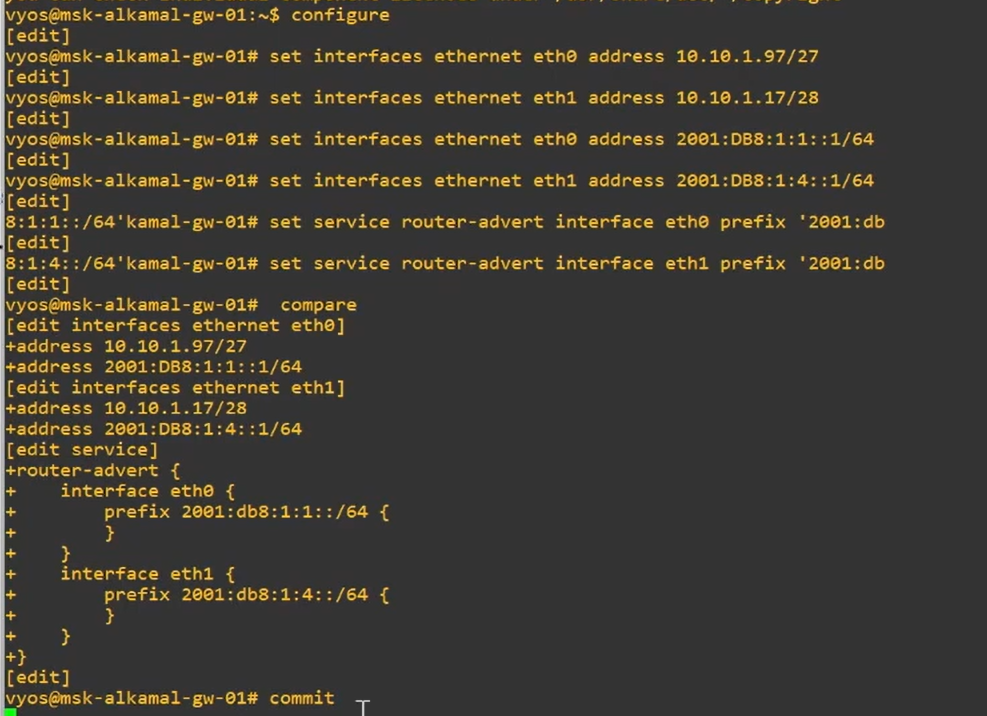 vyos@msk-alkamal-gw-01:~$ configure
[edit]
vyos@msk-alkamal-gw-01# set interfaces ethernet eth0 address 10.10.1.97/27
[edit]
vyos@msk-alkamal-gw-01# set interfaces ethernet eth1 address 10.10.1.17/28
[edit]
vyos@msk-alkamal-gw-01# set interfaces ethernet eth0 address 2001:DB8:1:1::1/64
[edit]
vyos@msk-alkamal-gw-01# set interfaces ethernet eth1 address 2001:DB8:1:4::1/64
[edit]
8:1:1::/64'kamal-gw-01# set service router-advert interface eth0 prefix '2001:db
[edit]
8:1:4::/64'kamal-gw-01# set service router-advert interface eth1 prefix '2001:db
[edit]
vyos@msk-alkamal-gw-01#  compare
[edit interfaces ethernet eth0]
+address 10.10.1.97/27
+address 2001:DB8:1:1::1/64
[edit interfaces ethernet eth1]
+address 10.10.1.17/28
+address 2001:DB8:1:4::1/64
[edit service]
+router-advert {
+    interface eth0 {
+        prefix 2001:db8:1:1::/64 {
+        }
+    }
+    interface eth1 {
+        prefix 2001:db8:1:4::/64 {
+        }
+    }
+}
[edit]
vyos@msk-alkamal-gw-01# commit